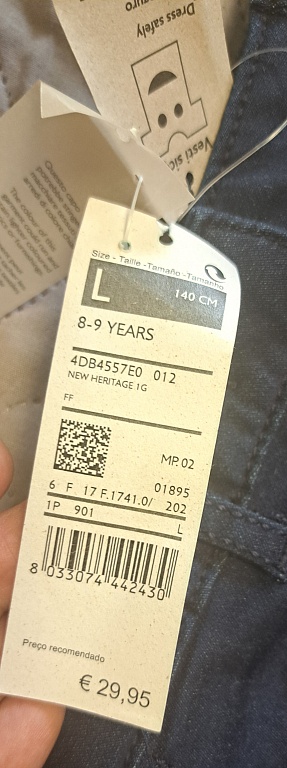 Dress safely
Size - Taille - Tamaño - Tamanho
L
140 CM
8-9 YEARS
4DB4557E0 012
NEW HERITAGE 1G
FF
MP.02
01895
6 F 17 F.1741.0/ 202
1P 901 L
8 033074 442430
Preço recomendado
€ 29,95